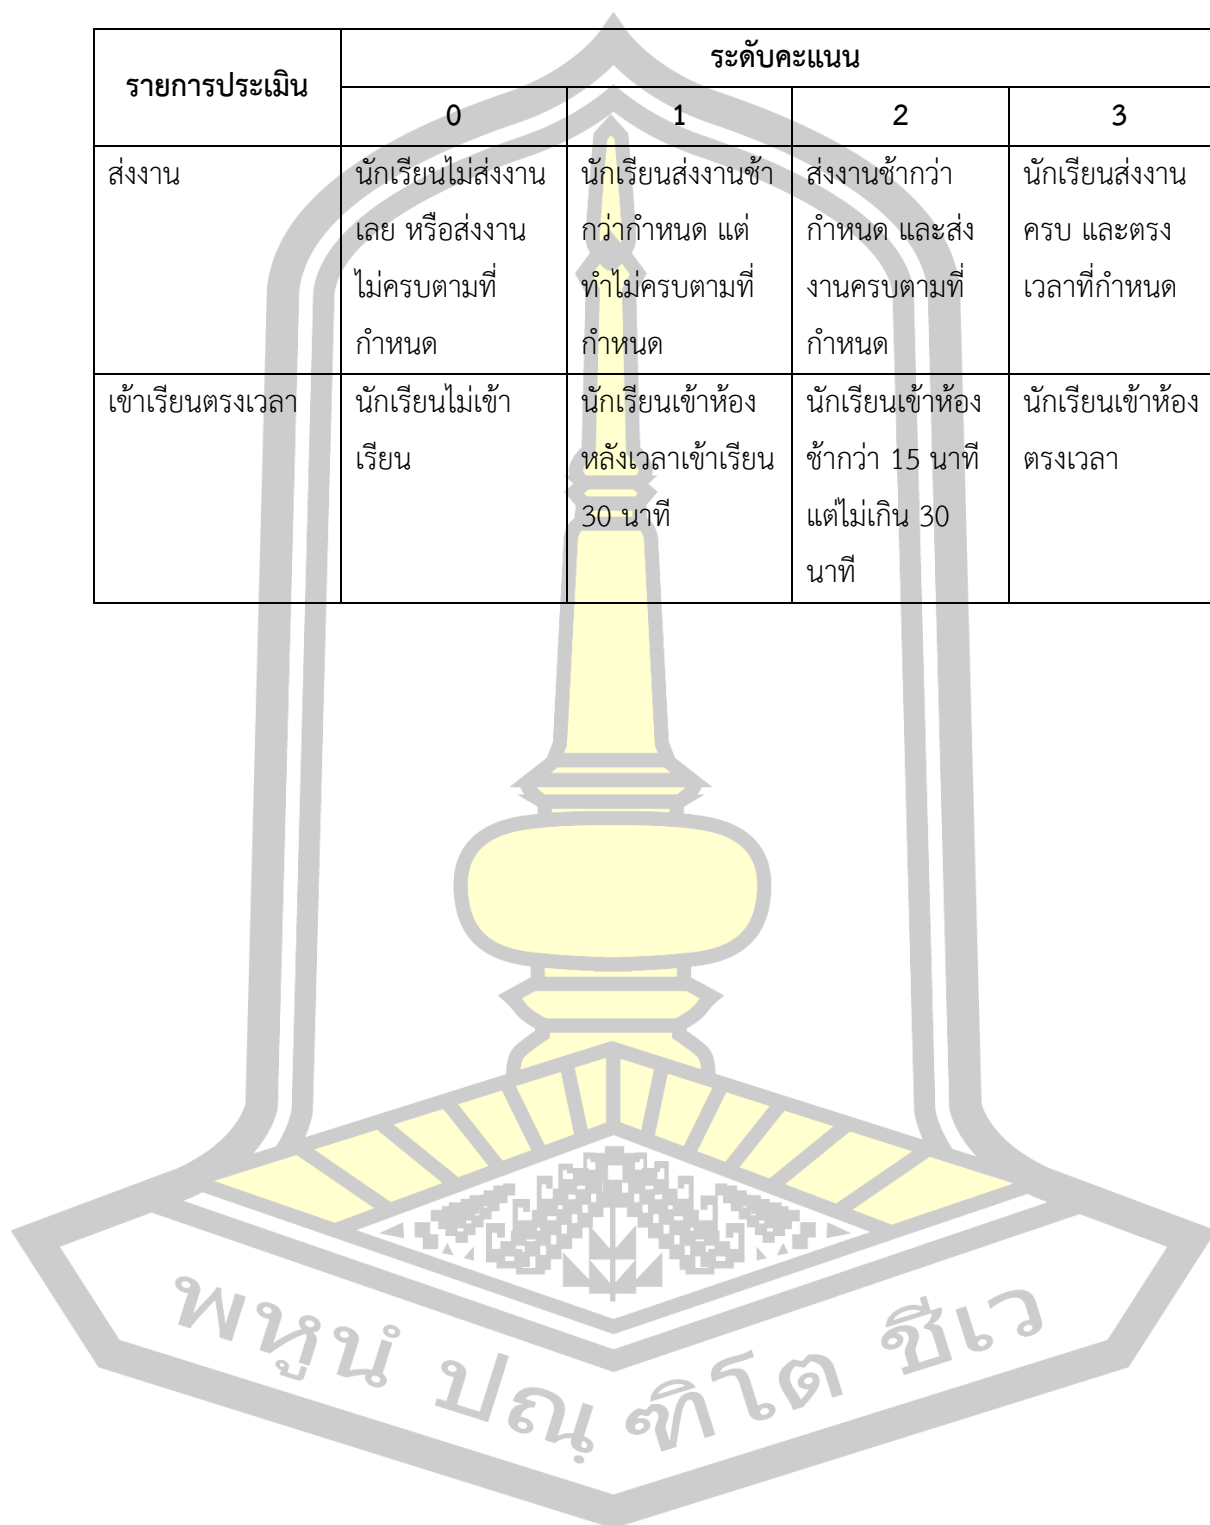 รายการประเมิน ระดับคะแนน
0 1 2 3
ส่งงาน นักเรียนไม่ส่งงาน นักเรียนส่งงานช้า ส่งงานช้ากว่า นักเรียนส่งงาน
เลย หรือส่งงาน กว่ากำหนด แต่ กำหนด และส่ง ครบ และตรง
ไม่ครบตามที่ ทำไม่ครบตามที่ งานครบตามที่ เวลาที่กำหนด
กำหนด กำหนด กำหนด
เข้าเรียนตรงเวลา นักเรียนไม่เข้า นักเรียนเข้าห้อง นักเรียนเข้าห้อง นักเรียนเข้าห้อง
เรียน หลังเวลาเข้าเรียน ช้ากว่า 15 นาที ตรงเวลา
30 นาที แต่ไม่เกิน 30
นาที
พหูนํ ปณฺฑิโต ชีเว